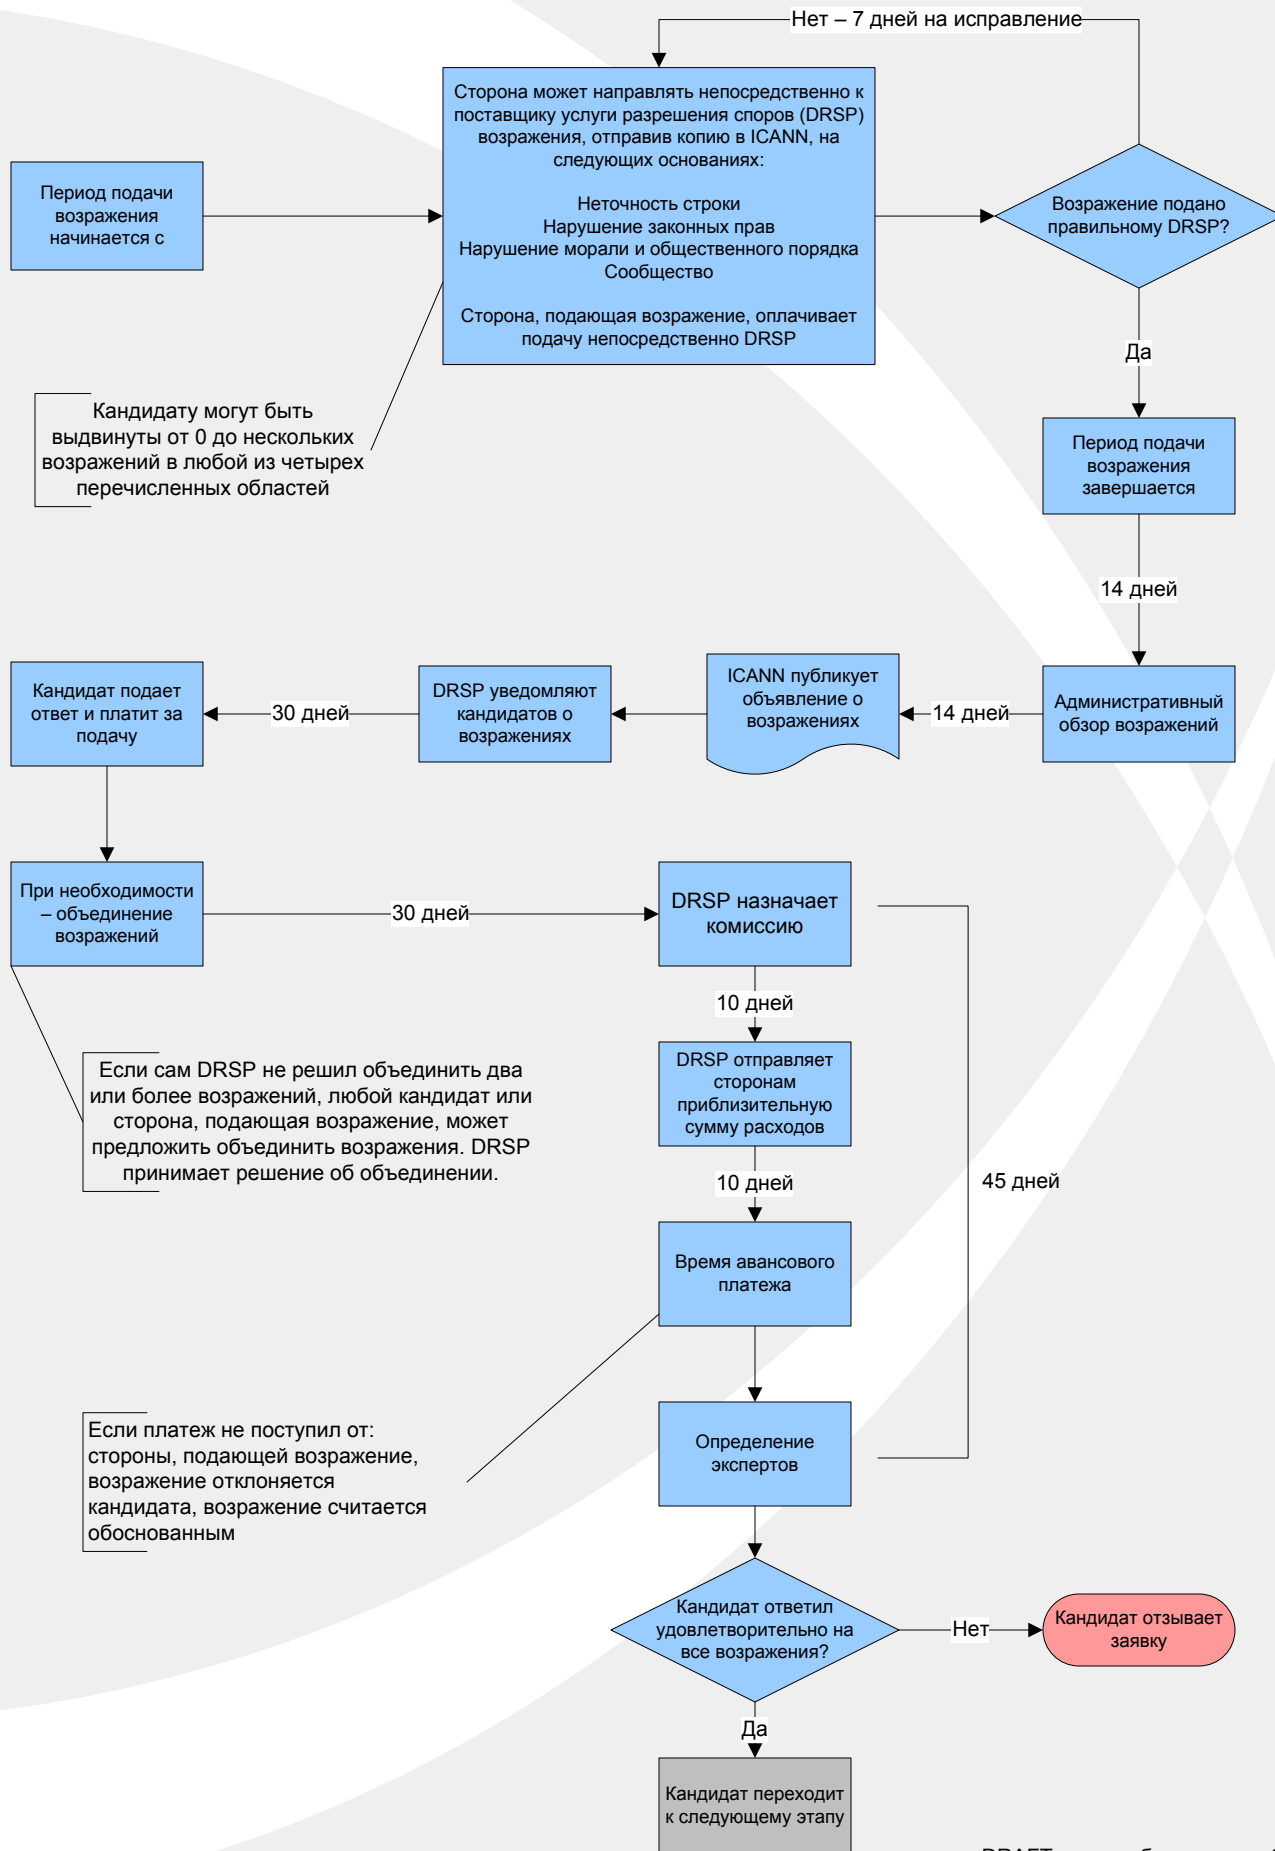 Нет – 7 дней на исправление
Сторона может направлять непосредственно к
поставщику услуги разрешения споров (DRSP)
возражения, отправив копию в ICANN, на
следующих основаниях:
Неточность строки
Нарушение законных прав
Нарушение морали и общественного порядка
Сообщество
Сторона, подающая возражение, оплачивает
подачу непосредственно DRSP
Период подачи
возражения
начинается с
Возражение подано
правильному DRSP?
Да
Кандидату могут быть
выдвинуты от 0 до нескольких
возражений в любой из четырех
перечисленных областей
Период подачи
возражения
завершается
14 дней
Административный
обзор возражений
14 дней
ICANN публикует
объявление о
возражениях
DRSP уведомляют
кандидатов о
возражениях
30 дней
Кандидат подает
ответ и платит за
подачу
При необходимости
– объединение
возражений
30 дней
DRSP назначает
комиссию
10 дней
Если сам DRSP не решил объединить два
или более возражений, любой кандидат или
сторона, подающая возражение, может
предложить объединить возражения. DRSP
принимает решение об объединении.
DRSP отправляет
сторонам
приблизительную
сумму расходов
10 дней
45 дней
Время авансового
платежа
Если платеж не поступил от:
стороны, подающей возражение,
возражение отклоняется
кандидата, возражение считается
обоснованным
Определение
экспертов
Кандидат ответил
удовлетворительно на
все возражения?
Нет
Кандидат отзывает
заявку
Да
Кандидат переходит
к следующему этапу